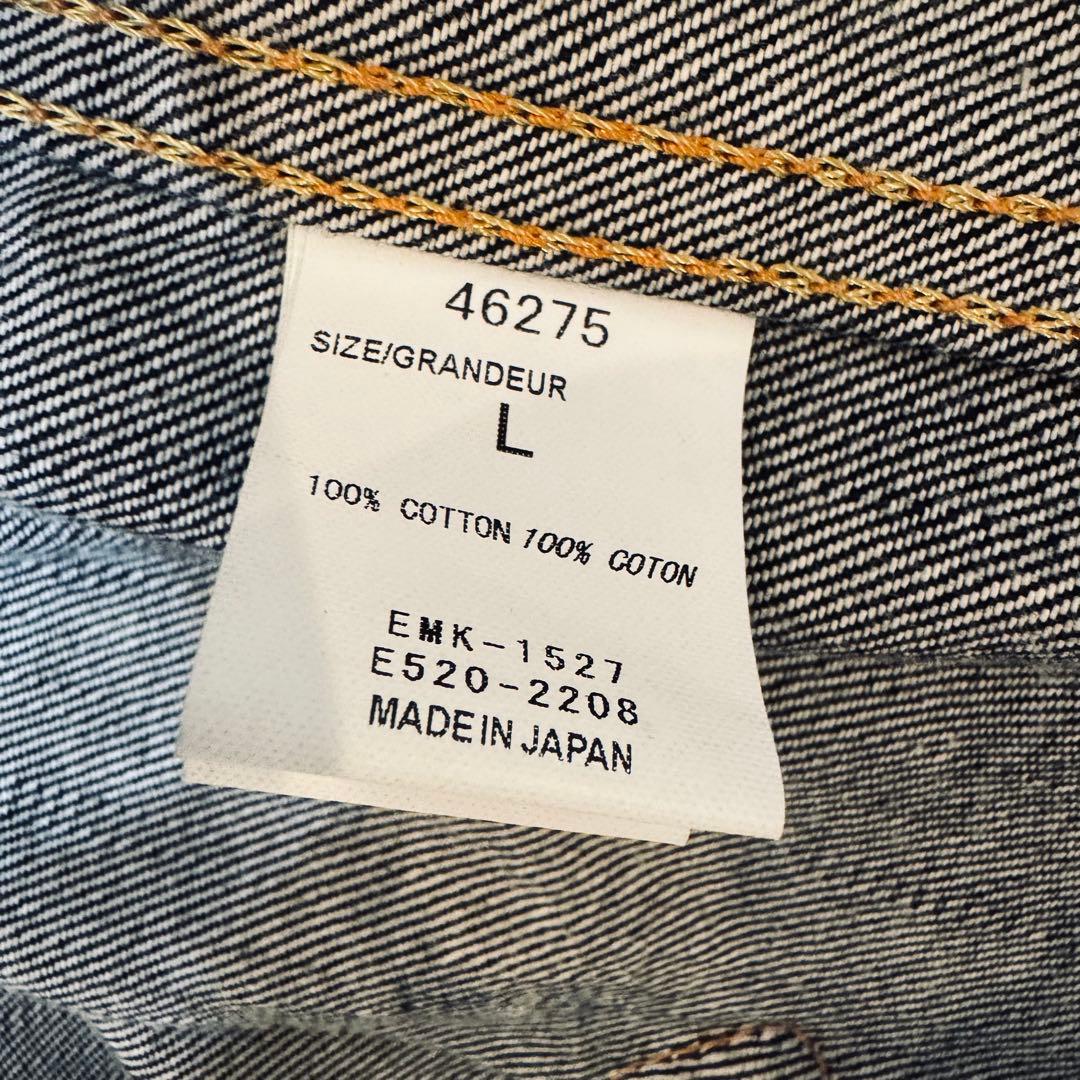 46275
SIZE/GRANDEUR
L
100% COTTON 100% COTON
EMK-1527
E520-2208
MADE IN JAPAN